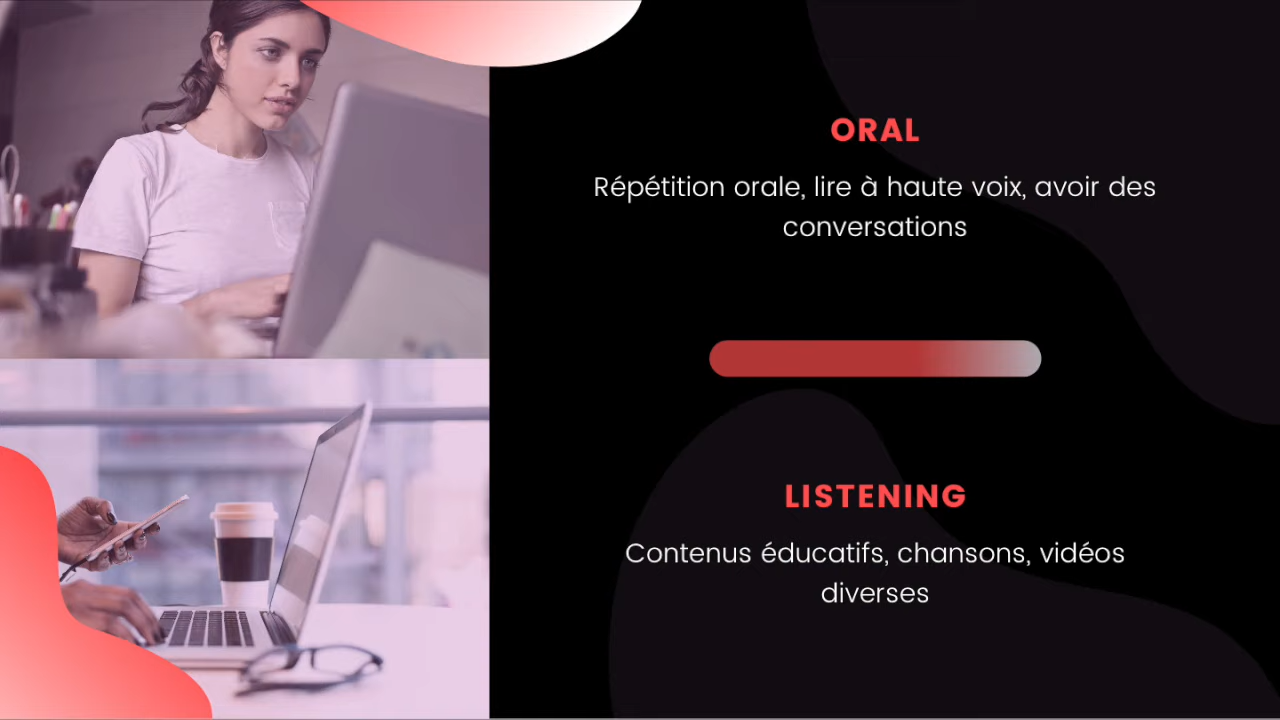 ORAL
Répétition orale, lire à haute voix, avoir des
conversations
LISTENING
Contenus éducatifs, chansons, vidéos
diverses